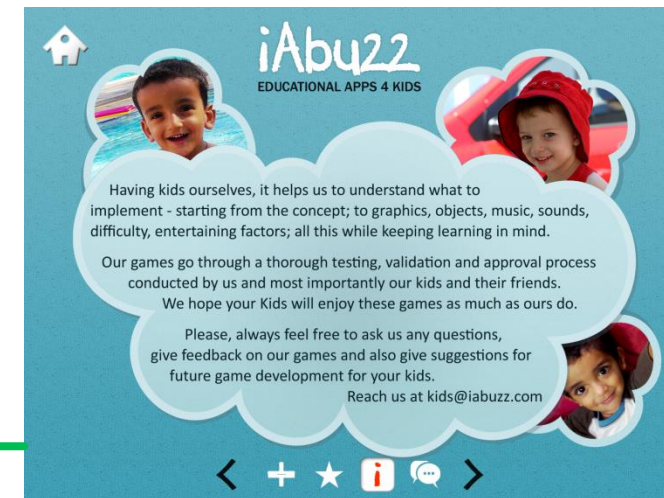 iAbuzz
EDUCATIONAL APPS 4 KIDS
Having kids ourselves, it helps us to understand what to
implement - starting from the concept; to graphics, objects, music, sounds,
difficulty, entertaining factors; all this while keeping learning in mind.
Our games go through a thorough testing, validation and approval process
conducted by us and most importantly our kids and their friends.
We hope your Kids will enjoy these games as much as ours do.
Please, always feel free to ask us any questions,
give feedback on our games and also give suggestions for
future game development for your kids.
Reach us at kids@iabuzz.com
i